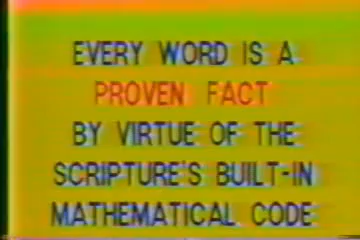 EVERY WORD IS A
PROVEN FACT
BY VIRTUE OF THE
SCRIPTURE'S BUILT-IN
MATHEMATICAL CODE